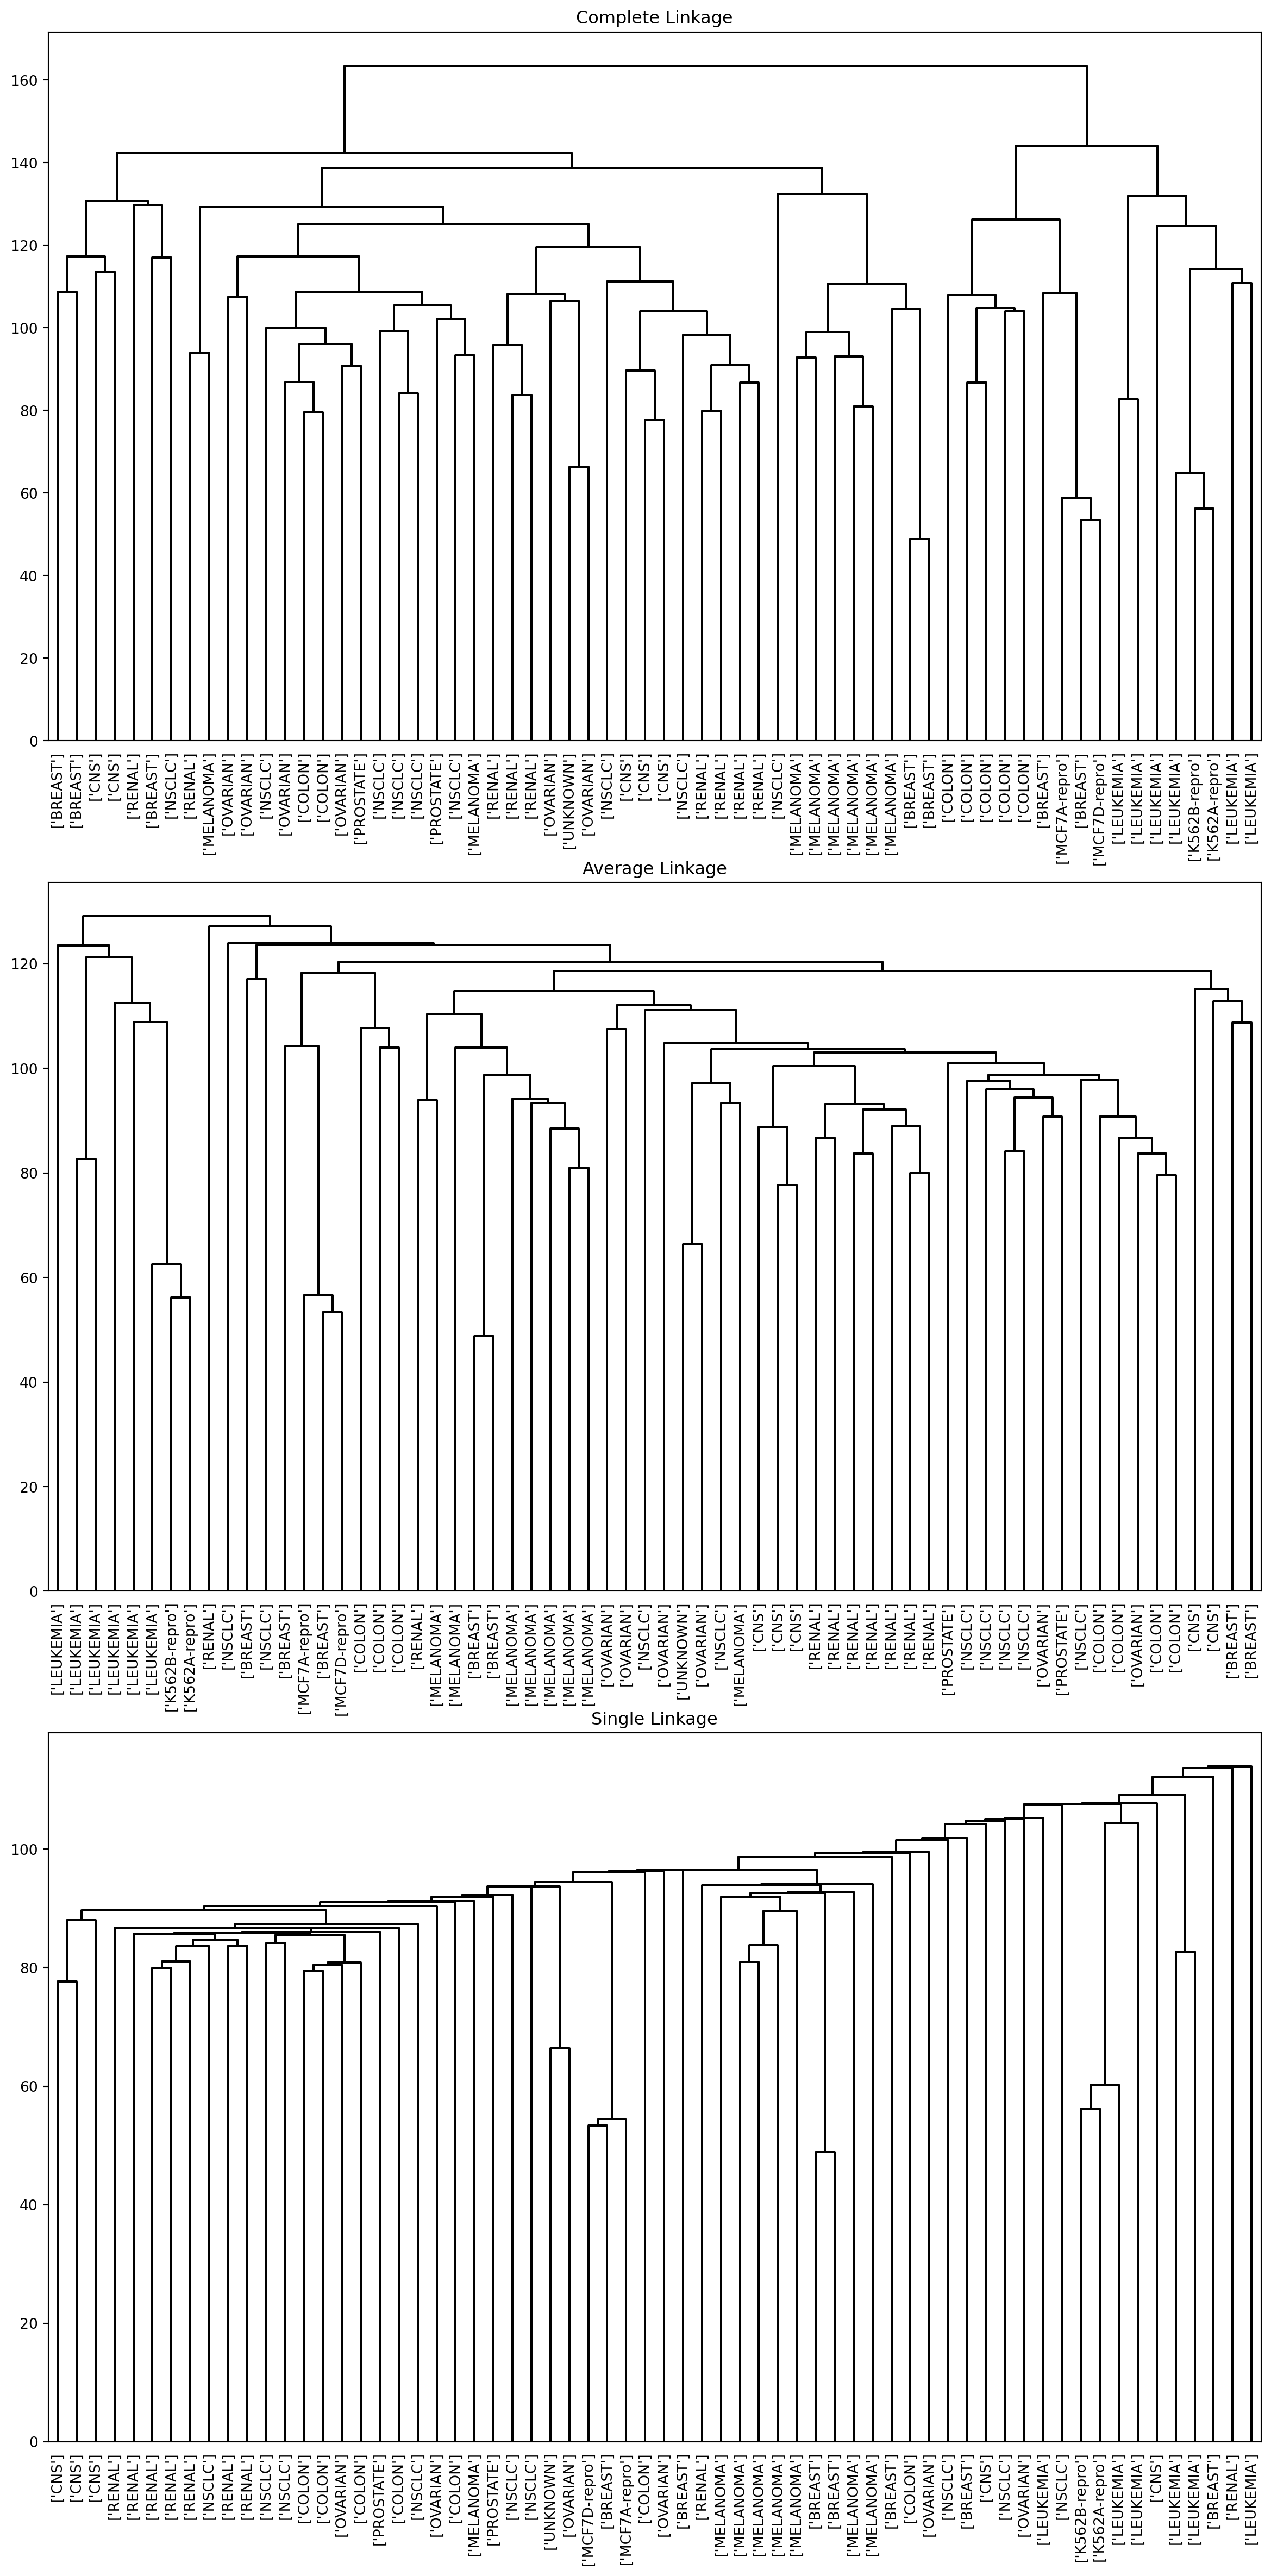 Complete Linkage
160
140
120
100
80
60
40
20
0
['BREAST']
['BREAST']
['CNS']
['CNS']
['RENAL']
['BREAST']
['NSCLC']
['RENAL']
['MELANOMA']
['OVARIAN']
['OVARIAN']
['NSCLC']
['OVARIAN']
['COLON']
['COLON']
['OVARIAN']
['PROSTATE']
['NSCLC']
['NSCLC']
['NSCLC']
['PROSTATE']
['NSCLC']
['MELANOMA']
['RENAL']
['RENAL']
['RENAL']
['OVARIAN']
['UNKNOWN']
['OVARIAN']
['NSCLC']
['CNS']
['CNS']
['CNS']
['NSCLC']
['RENAL']
['RENAL']
['RENAL']
['RENAL']
['NSCLC']
['MELANOMA']
['MELANOMA']
['MELANOMA']
['MELANOMA']
['MELANOMA']
['MELANOMA']
['BREAST']
['BREAST']
['COLON']
['COLON']
['COLON']
['COLON']
['COLON']
['BREAST']
['MCF7A-repro']
['BREAST']
['MCF7D-repro']
['LEUKEMIA']
['LEUKEMIA']
['LEUKEMIA']
['LEUKEMIA']
['K562B-repro']
['K562A-repro']
['LEUKEMIA']
['LEUKEMIA']
Average Linkage
120
100
80
60
40
20
0
['LEUKEMIA']
['LEUKEMIA']
['LEUKEMIA']
['LEUKEMIA']
['LEUKEMIA']
['LEUKEMIA']
['K562B-repro']
['K562A-repro']
['RENAL']
['NSCLC']
['BREAST']
['NSCLC']
['BREAST']
['MCF7A-repro']
['BREAST']
['MCF7D-repro']
['COLON']
['COLON']
['COLON']
['RENAL']
['MELANOMA']
['MELANOMA']
['BREAST']
['BREAST']
['MELANOMA']
['MELANOMA']
['MELANOMA']
['MELANOMA']
['MELANOMA']
['OVARIAN']
['OVARIAN']
['NSCLC']
['OVARIAN']
['UNKNOWN']
['OVARIAN']
['NSCLC']
['MELANOMA']
['CNS']
['CNS']
['CNS']
['RENAL']
['RENAL']
['RENAL']
['RENAL']
['RENAL']
['RENAL']
['RENAL']
['PROSTATE']
['NSCLC']
['NSCLC']
['NSCLC']
['NSCLC']
['OVARIAN']
['PROSTATE']
['NSCLC']
['COLON']
['COLON']
['OVARIAN']
['COLON']
['COLON']
['CNS']
['CNS']
['BREAST']
['BREAST']
Single Linkage
100
80
60
40
20
0
['CNS']
['CNS']
['CNS']
['RENAL']
['RENAL']
['RENAL']
['RENAL']
['RENAL']
['NSCLC']
['RENAL']
['RENAL']
['NSCLC']
['NSCLC']
['COLON']
['COLON']
['OVARIAN']
['COLON']
['PROSTATE']
['COLON']
['NSCLC']
['OVARIAN']
['COLON']
['MELANOMA']
['PROSTATE']
['NSCLC']
['NSCLC']
['UNKNOWN']
['OVARIAN']
['MCF7D-repro']
['BREAST']
['MCF7A-repro']
['COLON']
['OVARIAN']
['BREAST']
['RENAL']
['MELANOMA']
['MELANOMA']
['MELANOMA']
['MELANOMA']
['MELANOMA']
['BREAST']
['BREAST']
['MELANOMA']
['MELANOMA']
['BREAST']
['COLON']
['OVARIAN']
['NSCLC']
['BREAST']
['CNS']
['NSCLC']
['OVARIAN']
['LEUKEMIA']
['NSCLC']
['K562B-repro']
['K562A-repro']
['LEUKEMIA']
['LEUKEMIA']
['CNS']
['LEUKEMIA']
['LEUKEMIA']
['BREAST']
['RENAL']
['LEUKEMIA']